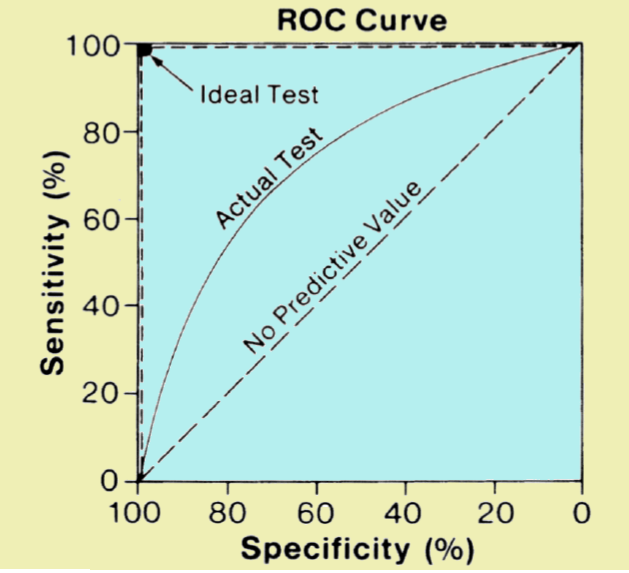 ROC Curve
100
Ideal Test
80
Actual Test
60
No Predictive Value
40
20
0
Sensitivity (%)
100 80 60 40 20 0
Specificity (%)